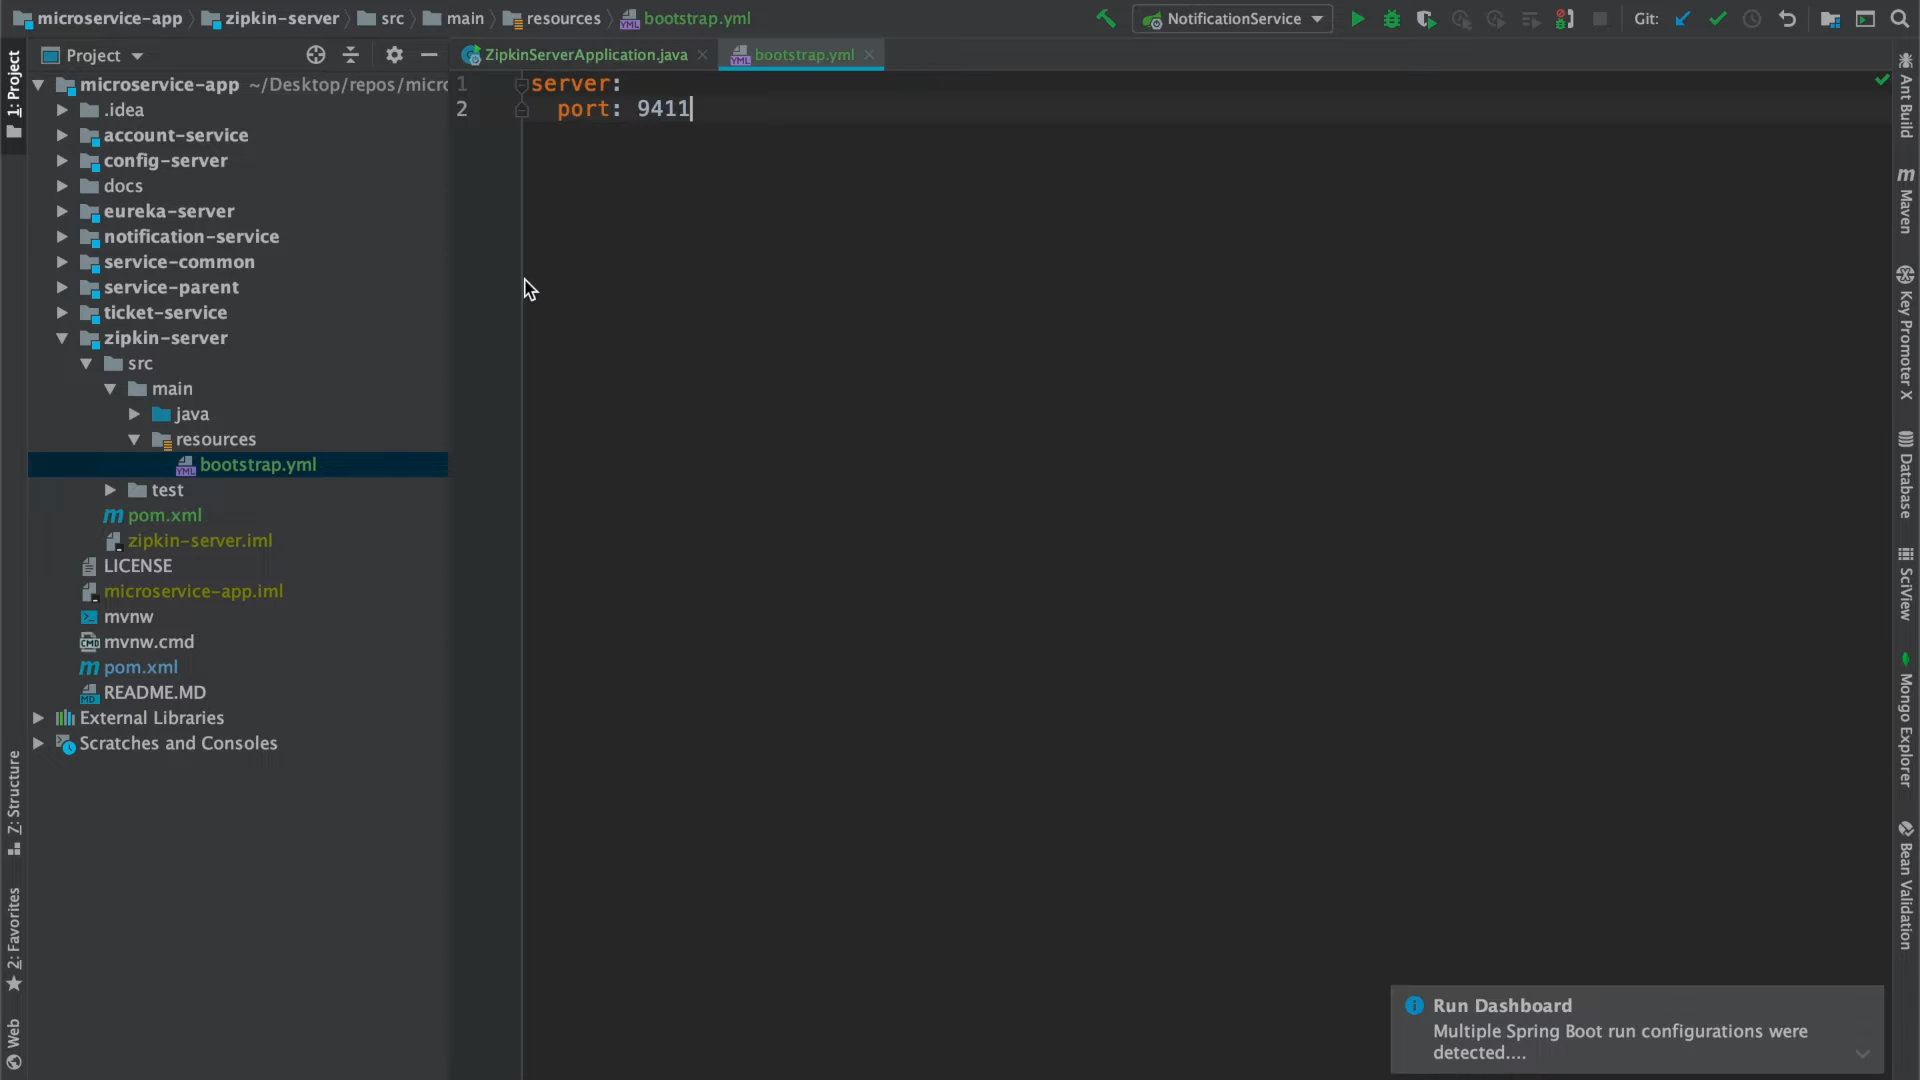 microservice-app
zipkin-server
src
main
resources
bootstrap.yml
NotificationService
Git:
Project
ZipkinServerApplication.java
bootstrap.yml
1: Project
microservice-app ~/Desktop/repos/micro
.idea
account-service
config-server
docs
eureka-server
notification-service
service-common
service-parent
ticket-service
zipkin-server
src
main
java
resources
YML bootstrap.yml
test
pom.xml
zipkin-server.iml
LICENSE
microservice-app.iml
mvnw
mvnw.cmd
pom.xml
README.MD
External Libraries
Scratches and Consoles
Z: Structure
2: Favorites
Web
1 server:
2 port: 9411
Ant Build
Maven
Key Promoter X
Database
SciView
Mongo Explorer
Bean Validation
Run Dashboard
Multiple Spring Boot run configurations were
detected....